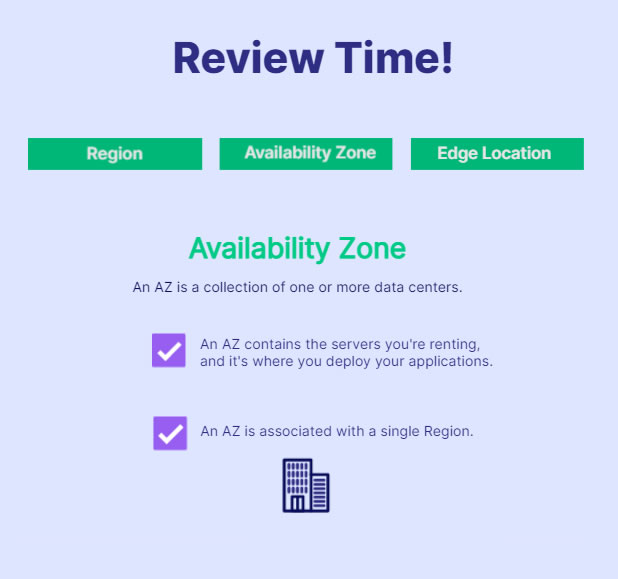 Review Time!
Region
Availability Zone
Edge Location
Availability Zone
An AZ is a collection of one or more data centers.
An AZ contains the servers you're renting,
and it's where you deploy your applications.
An AZ is associated with a single Region.